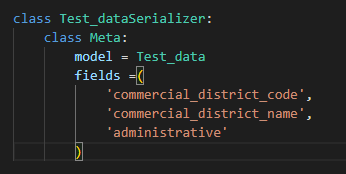 class Test_dataSerializer:
    class Meta:
        model = Test_data
        fields =(
            'commercial_district_code',
            'commercial_district_name',
            'administrative'
        )